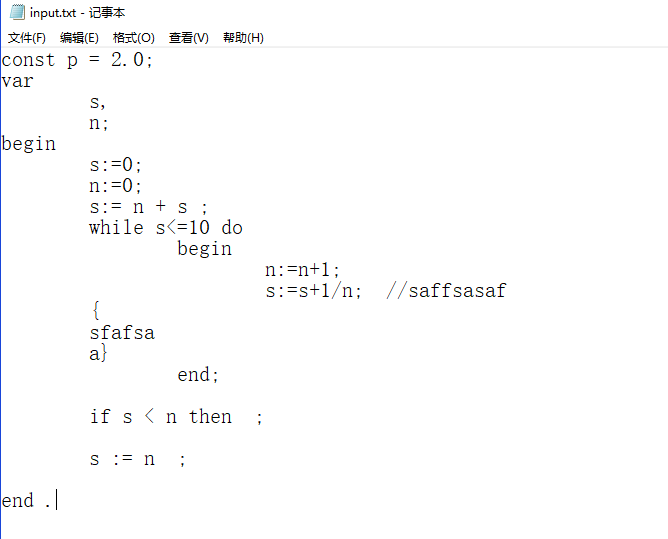 input.txt - 记事本
文件(F) 编辑(E) 格式(O) 查看(V) 帮助(H)
const p = 2.0;
var
s,
n;
begin
s:=0;
n:=0;
s:= n + s ;
while s<=10 do
begin
n:=n+1;
s:=s+1/n; //saffsasaf
{
sfafsa
a}
end;
if s < n then ;
s := n ;
end .